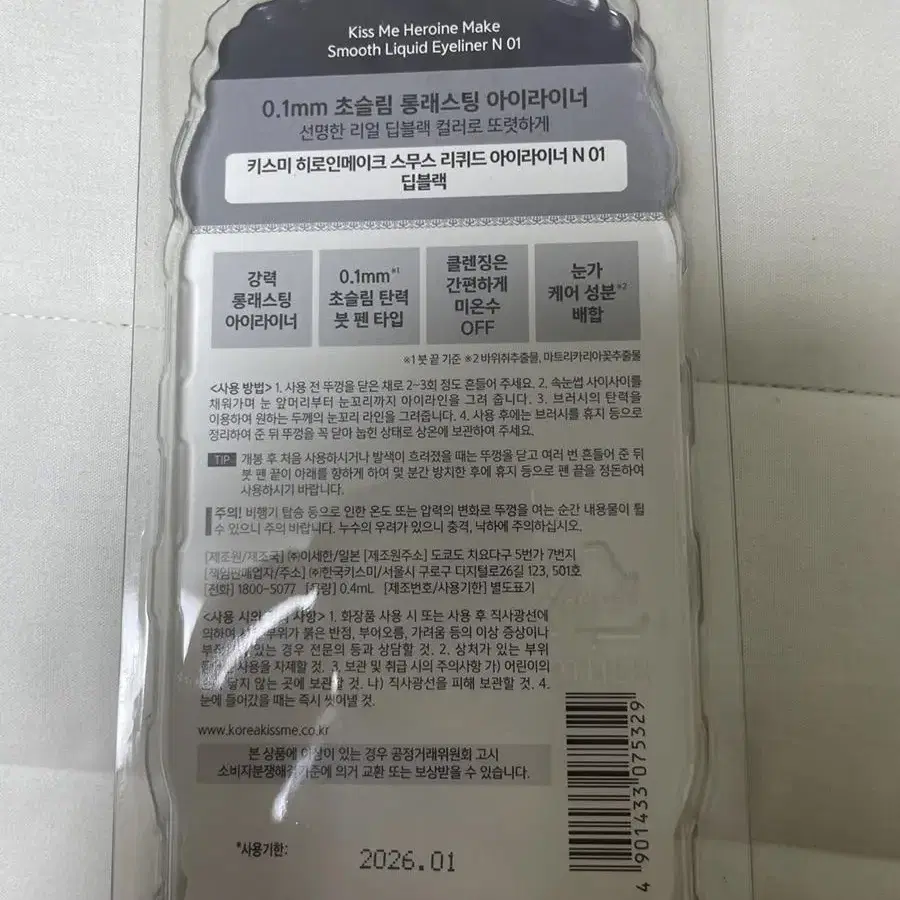 Kiss Me Heroine Make
Smooth Liquid Eyeliner N 01
0.1mm 초슬림 롱래스팅 아이라이너
선명한 리얼 딥블랙 컬러로 또렷하게
키스미 히로인메이크 스무스 리퀴드 아이라이너 N 01
딥블랙
강력
롱래스팅
아이라이너
0.1mm※1
초슬림 탄력
붓 펜 타입
클렌징은
간편하게
미온수
OFF
눈가
케어 성분※2
배합
※1 붓 끝 기준 ※2 바위취추출물, 마트리카리아꽃추출물
<사용 방법> 1. 사용 전 뚜껑을 닫은 채로 2~3회 정도 흔들어 주세요. 2. 속눈썹 사이사이를
채워가며 눈 앞머리부터 눈꼬리까지 아이라인을 그려 줍니다. 3. 브러시의 탄력을
이용하여 원하는 두께의 눈꼬리 라인을 그려줍니다. 4. 사용 후에는 브러시를 휴지 등으로
정리하여 준 뒤 뚜껑을 꼭 닫아 눕힌 상태로 상온에 보관하여 주세요.
TIP 개봉 후 처음 사용하시거나 발색이 흐려졌을 때는 뚜껑을 닫고 여러 번 흔들어 준 뒤
붓 펜 끝이 아래를 향하게 하여 몇 분간 방치한 후에 휴지 등으로 펜 끝을 정돈하여
사용하시기 바랍니다.
주의! 비행기 탑승 등으로 인한 온도 또는 압력의 변화로 뚜껑을 여는 순간 내용물이 튈
수 있으니 주의 바랍니다. 누수의 우려가 있으니 충격, 낙하에 주의하십시오.
[제조원/제조국] ㈜이세한/일본 [제조원주소] 도쿄도 치요다구 5번가 7번지
[책임판매업자/주소] ㈜한국키스미/서울시 구로구 디지털로26길 123, 501호
[전화] 1800-5077 [용량] 0.4mL [제조번호/사용기한] 별도표기
<사용 시의 사항> 1. 화장품 사용 시 또는 사용 후 직사광선에
의하여 부위가 붉은 반점, 부어오름, 가려움 등의 이상 증상이나
있는 경우 전문의 등과 상담할 것. 2. 상처가 있는 부위
사용을 자제할 것. 3. 보관 및 취급 시의 주의사항 가) 어린이의
닿지 않는 곳에 보관할 것. 나) 직사광선을 피해 보관할 것. 4.
눈에 들어갔을 때는 즉시 씻어낼 것.
www.koreakissme.co.kr
본 상품에 이상이 있는 경우 공정거래위원회 고시
소비자분쟁해결기준에 의거 교환 또는 보상받을 수 있습니다.
4 901433 075329
*사용기한:
2026.01